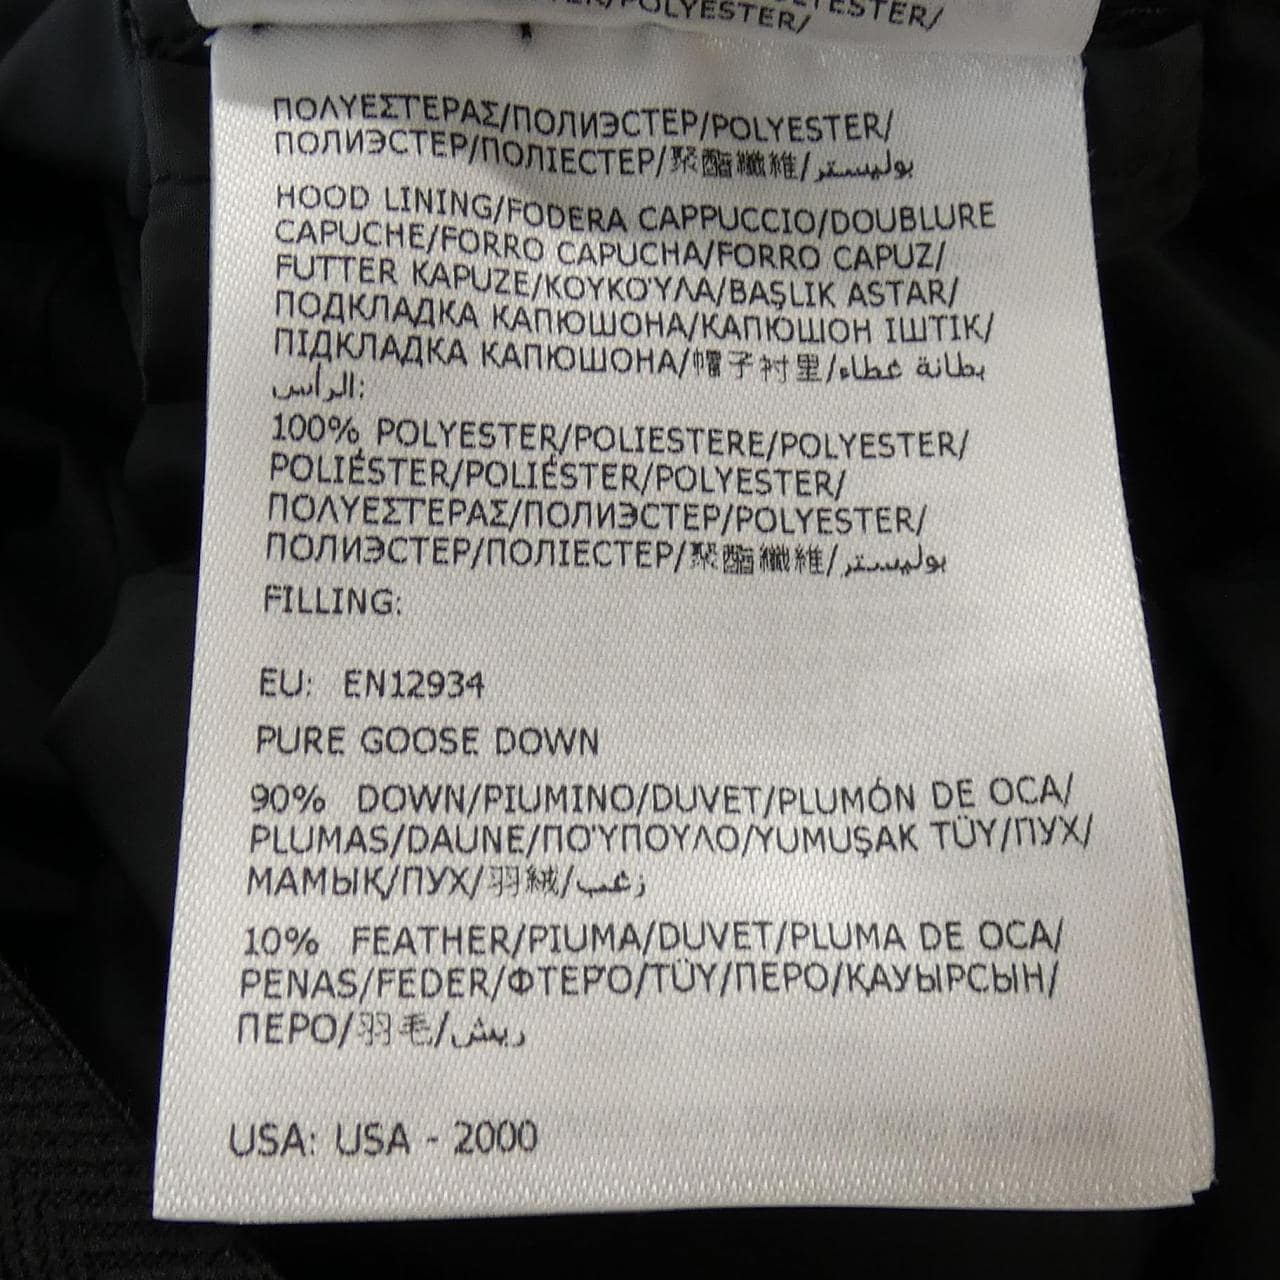 POLYESTER/
ΠΟΛΥΕΣΤΕΡΑΣ/ПОЛИЭСТЕР/POLYESTER/
ПОЛИЭСТЕР/ПОЛІЕСТЕР/聚酯纖維/بوليستر
HOOD LINING/FODERA CAPPUCCIO/DOUBLURE
CAPUCHE/FORRO CAPUCHA/FORRO CAPUZ/
FUTTER KAPUZE/ΚΟΥΚΟΎΛΑ/BAŞLIK ASTAR/
ПОДКЛАДКА КАПЮШОНА/КАПЮШОН ІШТІК/
ПІДКЛАДКА КАПЮШОНА/帽子衬里/بطانة غطاء
الرأس:
100% POLYESTER/POLIESTERE/POLYESTER/
POLIÉSTER/POLIÉSTER/POLYESTER/
ΠΟΛΥΕΣΤΕΡΑΣ/ПОЛИЭСТЕР/POLYESTER/
ПОЛИЭСТЕР/ПОЛІЕСТЕР/聚酯纖維/بوليستر
FILLING:
EU: EN12934
PURE GOOSE DOWN
90% DOWN/PIUMINO/DUVET/PLUMÓN DE OCA/
PLUMAS/DAUNE/ΠΟΎΠΟΥΛΟ/YUMUŞAK TÜY/ПУХ/
МАМЫҚ/ПУХ/羽絨/زغب
10% FEATHER/PIUMA/DUVET/PLUMA DE OCA/
PENAS/FEDER/ΦΤΕΡΌ/TÜY/ПЕРО/ҚАУЫРСЫН/
ПЕРО/羽毛/ريش
USA: USA - 2000